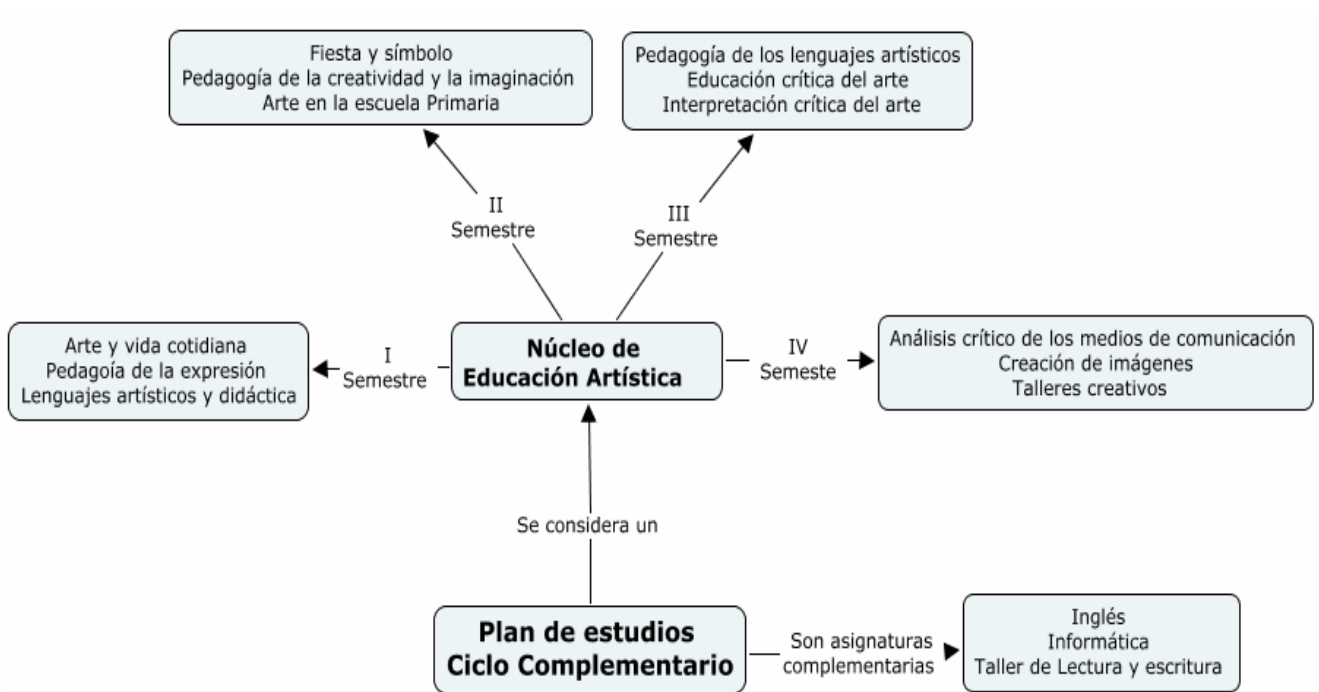 Fiesta y símbolo
Pedagogía de la creatividad y la imaginación
Arte en la escuela Primaria
Pedagogía de los lenguajes artísticos
Educación crítica del arte
Interpretación crítica del arte
II
Semestre
III
Semestre
Arte y vida cotidiana
Pedagoía de la expresión
Lenguajes artísticos y didáctica
I
Semestre
Núcleo de
Educación Artística
IV
Semeste
Análisis crítico de los medios de comunicación
Creación de imágenes
Talleres creativos
Se considera un
Plan de estudios
Ciclo Complementario
Son asignaturas
complementarias
Inglés
Informática
Taller de Lectura y escritura